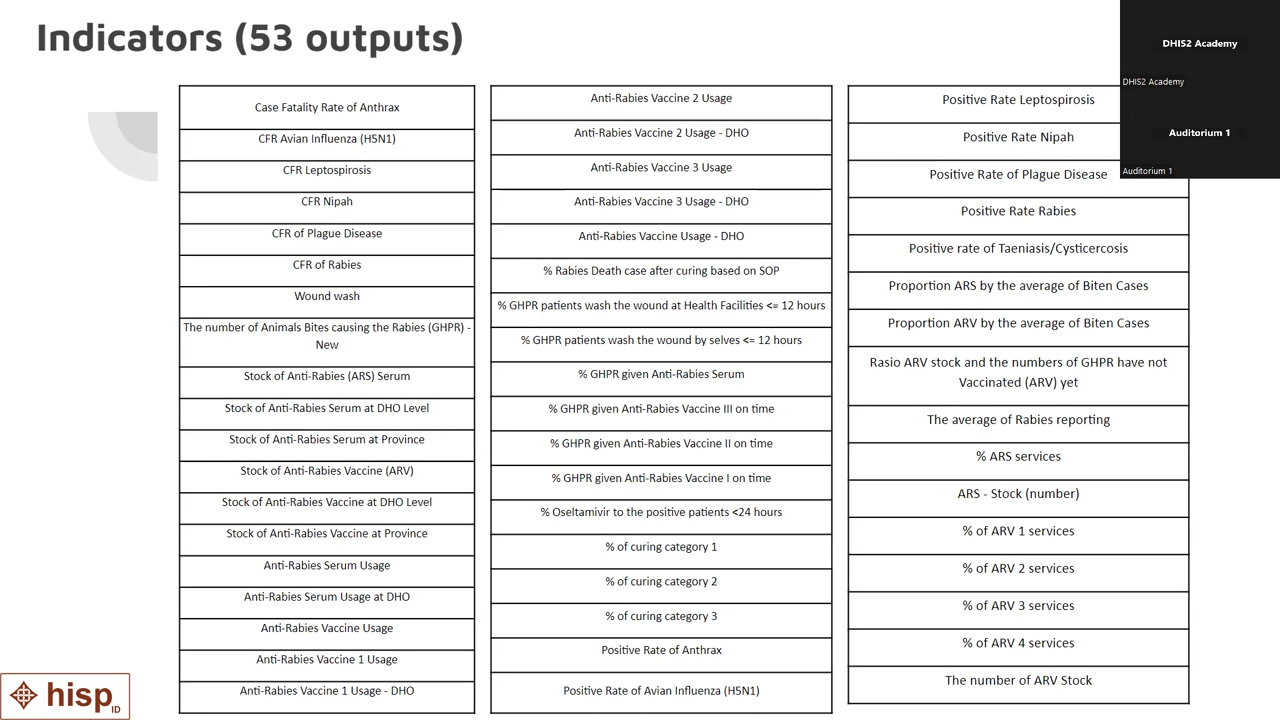 Indicators (53 outputs)
Case Fatality Rate of Anthrax
CFR Avian Influenza (H5N1)
CFR Leptospirosis
CFR Nipah
CFR of Plague Disease
CFR of Rabies
Wound wash
The number of Animals Bites causing the Rabies (GHPR) -
New
Stock of Anti-Rabies (ARS) Serum
Stock of Anti-Rabies Serum at DHO Level
Stock of Anti-Rabies Serum at Province
Stock of Anti-Rabies Vaccine (ARV)
Stock of Anti-Rabies Vaccine at DHO Level
Stock of Anti-Rabies Vaccine at Province
Anti-Rabies Serum Usage
Anti-Rabies Serum Usage at DHO
Anti-Rabies Vaccine Usage
Anti-Rabies Vaccine 1 Usage
Anti-Rabies Vaccine 1 Usage - DHO
Anti-Rabies Vaccine 2 Usage
Anti-Rabies Vaccine 2 Usage - DHO
Anti-Rabies Vaccine 3 Usage
Anti-Rabies Vaccine 3 Usage - DHO
Anti-Rabies Vaccine Usage - DHO
% Rabies Death case after curing based on SOP
% GHPR patients wash the wound at Health Facilities <= 12 hours
% GHPR patients wash the wound by selves <= 12 hours
% GHPR given Anti-Rabies Serum
% GHPR given Anti-Rabies Vaccine III on time
% GHPR given Anti-Rabies Vaccine II on time
% GHPR given Anti-Rabies Vaccine I on time
% Oseltamivir to the positive patients <24 hours
% of curing category 1
% of curing category 2
% of curing category 3
Positive Rate of Anthrax
Positive Rate of Avian Influenza (H5N1)
Positive Rate Leptospirosis
Positive Rate Nipah
Positive Rate of Plague Disease
Positive Rate Rabies
Positive rate of Taeniasis/Cysticercosis
Proportion ARS by the average of Biten Cases
Proportion ARV by the average of Biten Cases
Rasio ARV stock and the numbers of GHPR have not
Vaccinated (ARV) yet
The average of Rabies reporting
% ARS services
ARS - Stock (number)
% of ARV 1 services
% of ARV 2 services
% of ARV 3 services
% of ARV 4 services
The number of ARV Stock
DHIS2 Academy
DHIS2 Academy
Auditorium 1
Auditorium 1
hisp
ID